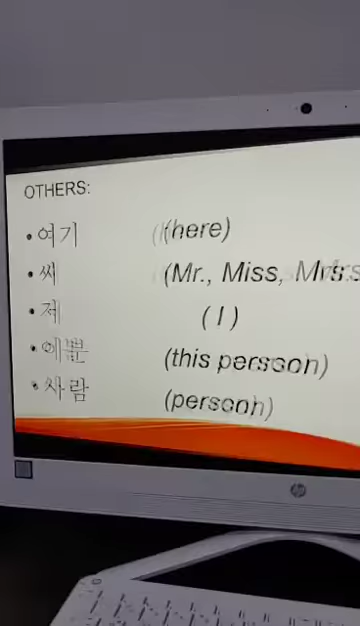 OTHERS:
• 여기 (here)
• 씨 (Mr., Miss, Mrs.
• 저 ( I )
• 이분 (this person)
• 사람 (person)
hp